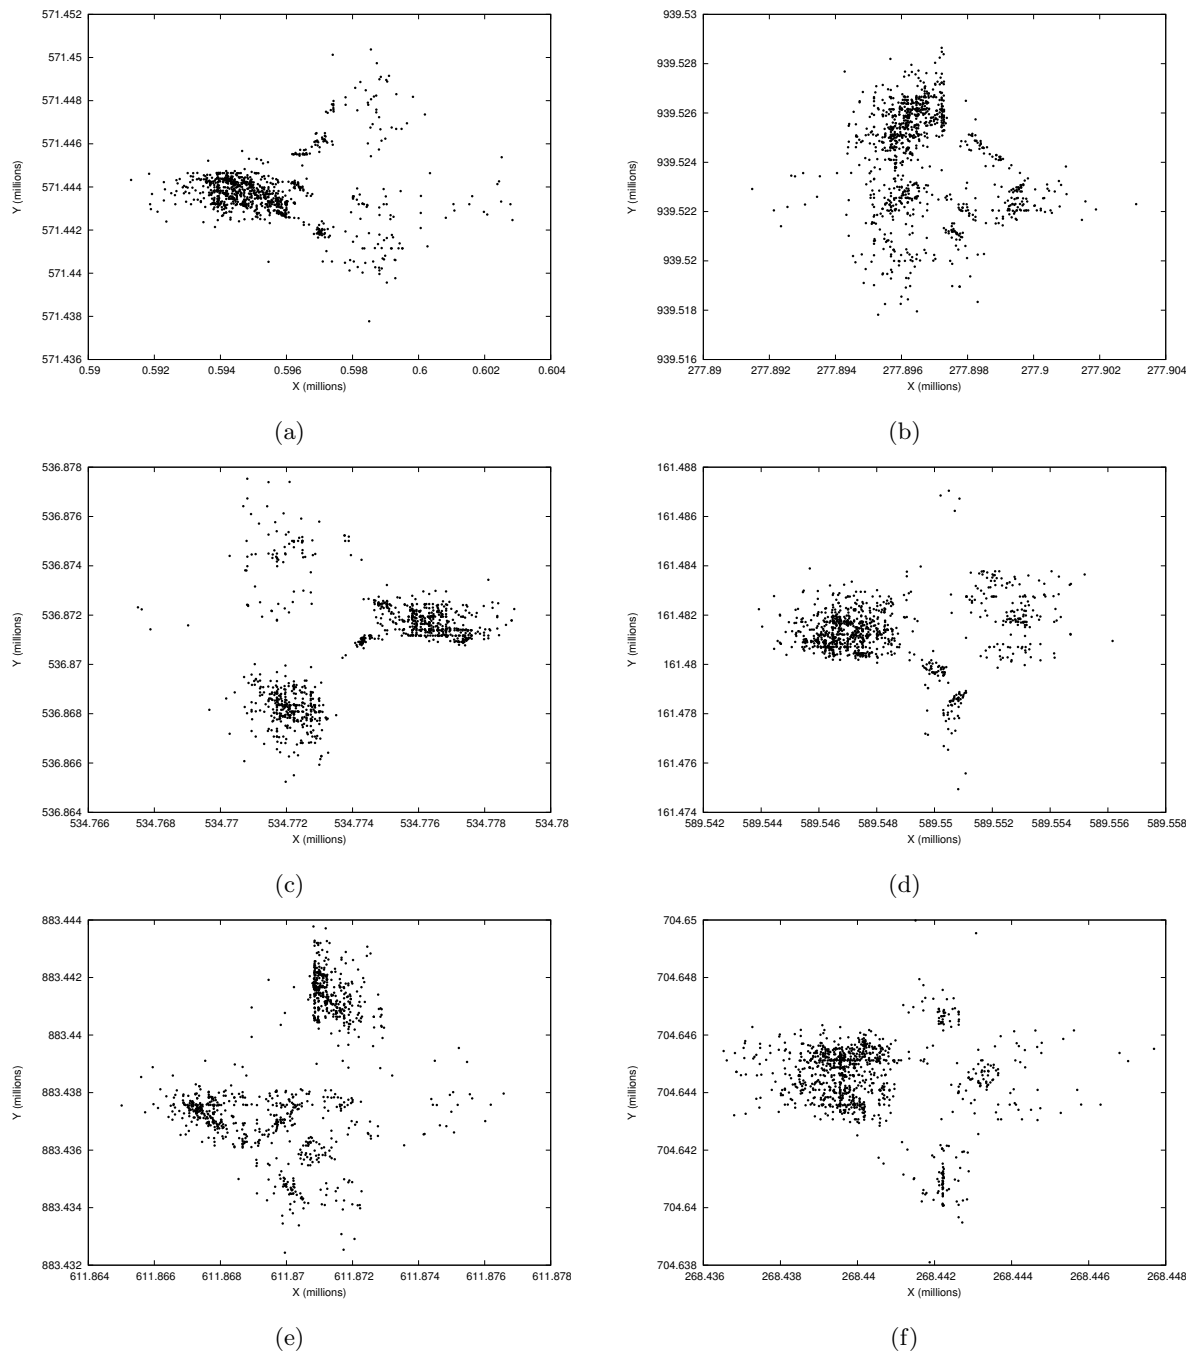 571.452
571.45
571.448
571.446
571.444
571.442
571.44
571.438
571.436
Y (millions)
0.59 0.592 0.594 0.596 0.598 0.6 0.602 0.604
X (millions)
(a)
939.53
939.528
939.526
939.524
939.522
939.52
939.518
939.516
Y (millions)
277.89 277.892 277.894 277.896 277.898 277.9 277.902 277.904
X (millions)
(b)
536.878
536.876
536.874
536.872
536.87
536.868
536.866
536.864
Y (millions)
534.766 534.768 534.77 534.772 534.774 534.776 534.778 534.78
X (millions)
(c)
161.488
161.486
161.484
161.482
161.48
161.478
161.476
161.474
Y (millions)
589.542 589.544 589.546 589.548 589.55 589.552 589.554 589.556 589.558
X (millions)
(d)
883.444
883.442
883.44
883.438
883.436
883.434
883.432
Y (millions)
611.864 611.866 611.868 611.87 611.872 611.874 611.876 611.878
X (millions)
(e)
704.65
704.648
704.646
704.644
704.642
704.64
704.638
Y (millions)
268.436 268.438 268.44 268.442 268.444 268.446 268.448
X (millions)
(f)